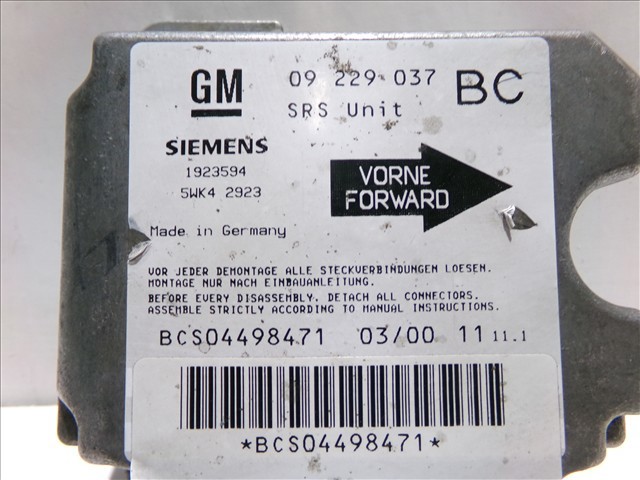 GM 09 229 037 BC
SRS Unit
SIEMENS
1923594
5WK4 2923
VORNE
FORWARD
Made in Germany
VOR JEDER DEMONTAGE ALLE STECKVERBINDUNGEN LOESEN.
MONTAGE NUR NACH EINBAUANLEITUNG.
BEFORE EVERY DISASSEMBLY. DETACH ALL CONNECTORS.
ASSEMBLE STRICTLY ACCORDING TO MANUAL INSTRUCTIONS.
BCS04498471 03/00 11 11.1
*BCS04498471*